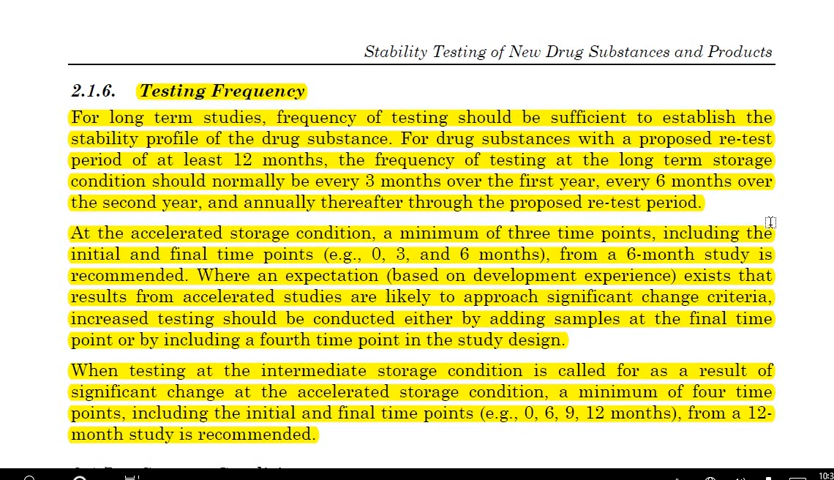 Stability Testing of New Drug Substances and Products
2.1.6. Testing Frequency
For long term studies, frequency of testing should be sufficient to establish the
stability profile of the drug substance. For drug substances with a proposed re-test
period of at least 12 months, the frequency of testing at the long term storage
condition should normally be every 3 months over the first year, every 6 months over
the second year, and annually thereafter through the proposed re-test period.
At the accelerated storage condition, a minimum of three time points, including the
initial and final time points (e.g., 0, 3, and 6 months), from a 6-month study is
recommended. Where an expectation (based on development experience) exists that
results from accelerated studies are likely to approach significant change criteria,
increased testing should be conducted either by adding samples at the final time
point or by including a fourth time point in the study design.
When testing at the intermediate storage condition is called for as a result of
significant change at the accelerated storage condition, a minimum of four time
points, including the initial and final time points (e.g., 0, 6, 9, 12 months), from a 12-
month study is recommended.